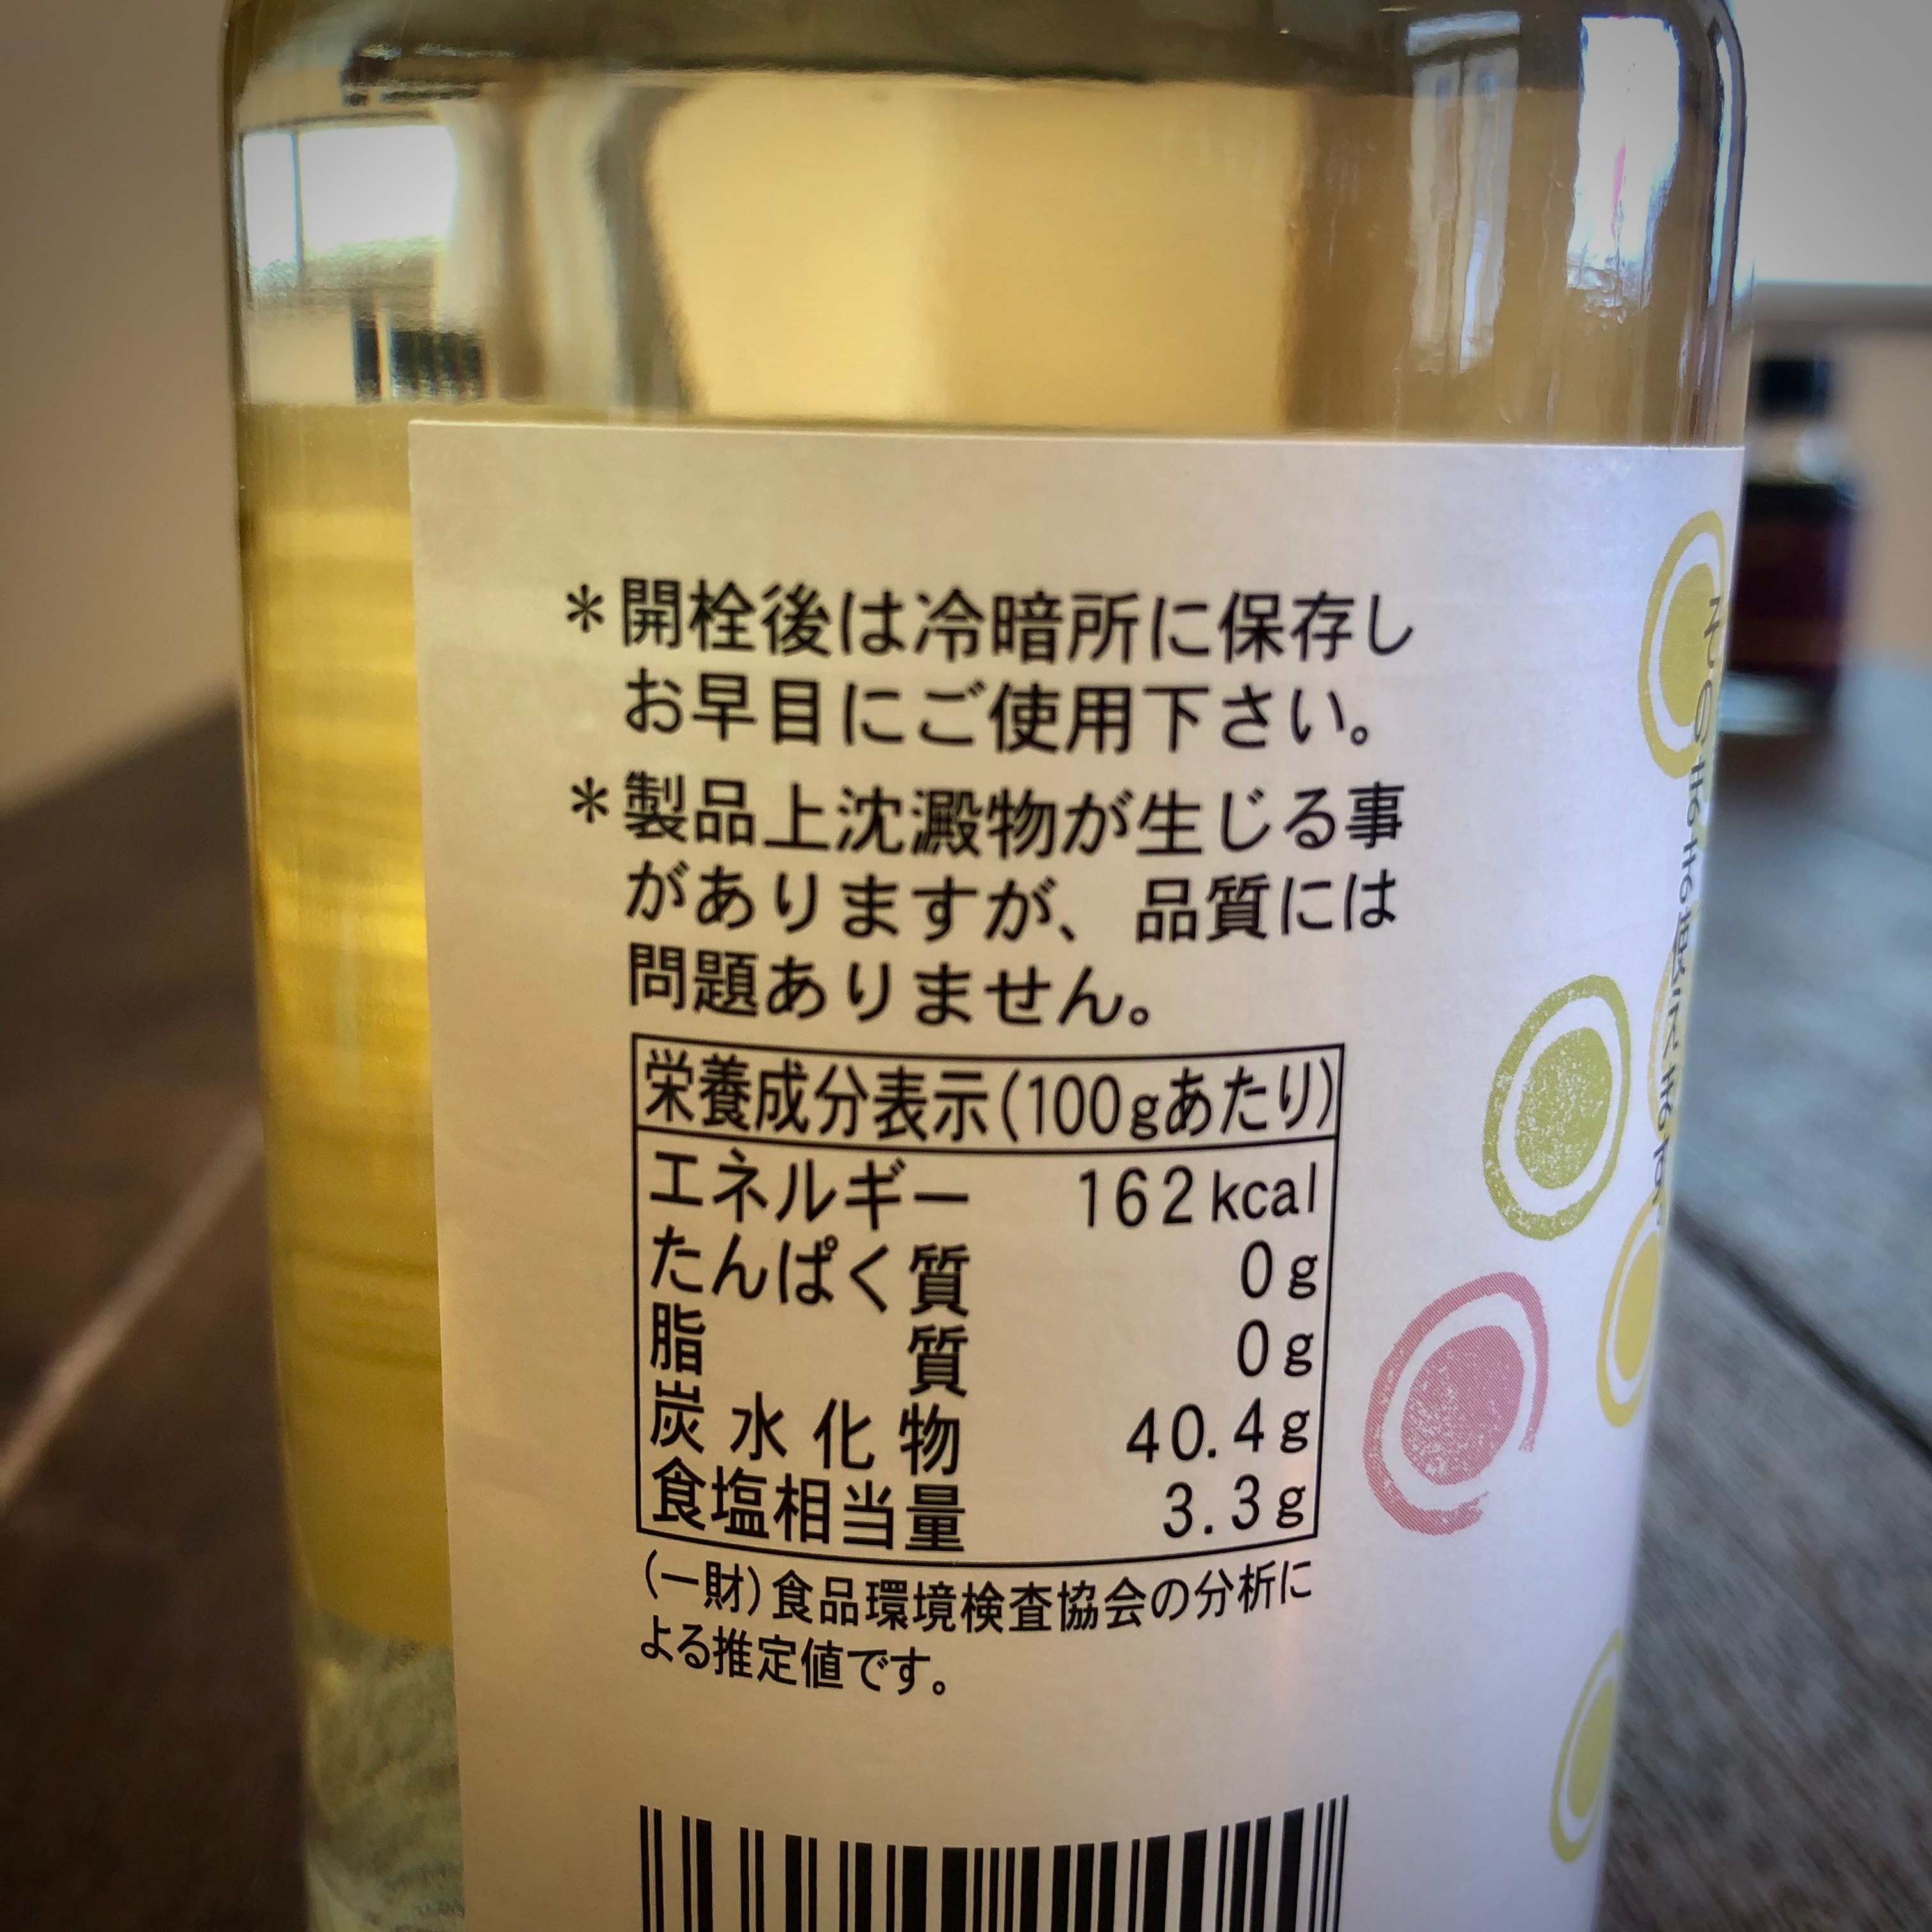 ＊開栓後は冷暗所に保存し
お早目にご使用下さい。
＊製品上沈澱物が生じる事
がありますが、品質には
問題ありません。
栄養成分表示(100gあたり)
エネルギー 162kcal
たんぱく質 0g
脂質 0g
炭水化物 40.4g
食塩相当量 3.3g
(一財)食品環境検査協会の分析に
よる推定値です。